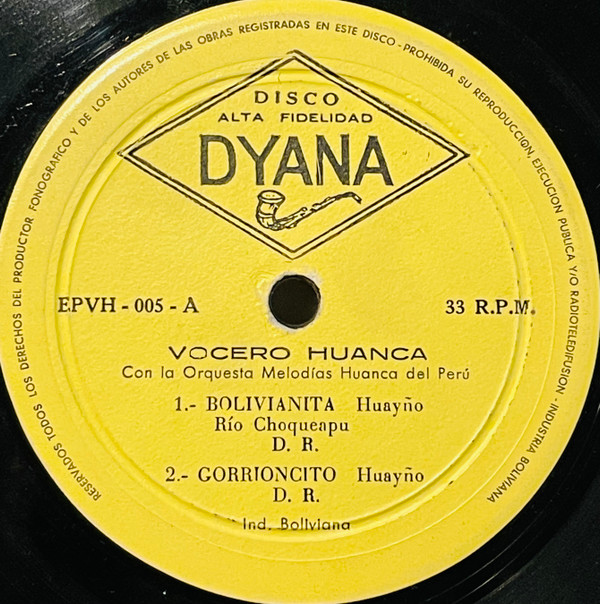 RESERVADOS TODOS LOS DERECHOS DEL PRODUCTOR FONOGRAFICO Y DE LOS AUTORES DE LAS OBRAS REGISTRADAS EN ESTE DISCO - PROHIBIDA SU REPRODUCCION, EJECUCION PUBLICA Y/O RADIOTELEDIFUSION - INDUSTRIA BOLIVIANA
DISCO
ALTA FIDELIDAD
DYANA
EPVH - 005 - A 33 R.P.M.
VOCERO HUANCA
Con la Orquesta Melodías Huanca del Perú
1.- BOLIVIANITA Huayño
Río Choqueapu
D. R.
2.- GORRIONCITO Huayño
D. R.
Ind. Boliviana